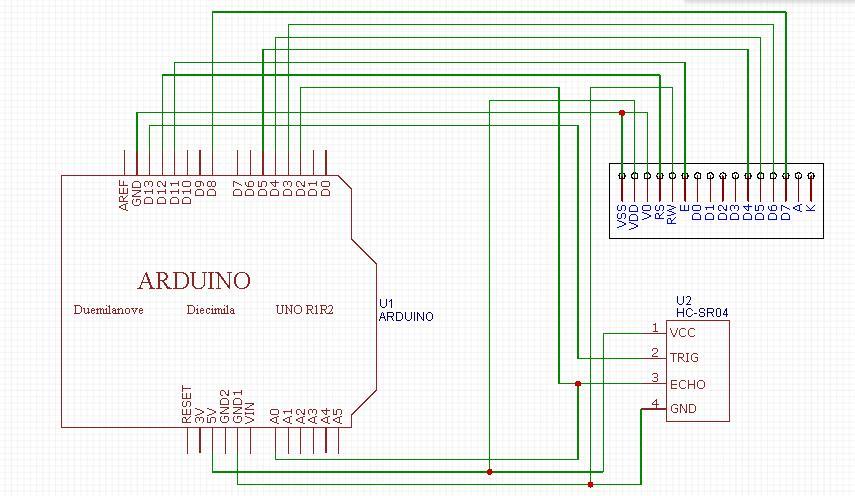 AREF GND D13 D12 D11 D10 D9 D8 D7 D6 D5 D4 D3 D2 D1 D0
VSS VDD V0 RS RW E D0 D1 D2 D3 D4 D5 D6 D7 A K
ARDUINO
Duemilanove Diecimila UNO R1R2
U1
ARDUINO
U2
HC-SR04
1 VCC
2 TRIG
3 ECHO
4 GND
RESET 3V 5V GND2 GND1 VIN A0 A1 A2 A3 A4 A5